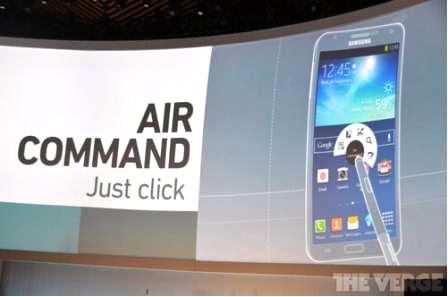 AIR
COMMAND
Just click
SAMSUNG
12:45
59°
Google
THE VERGE